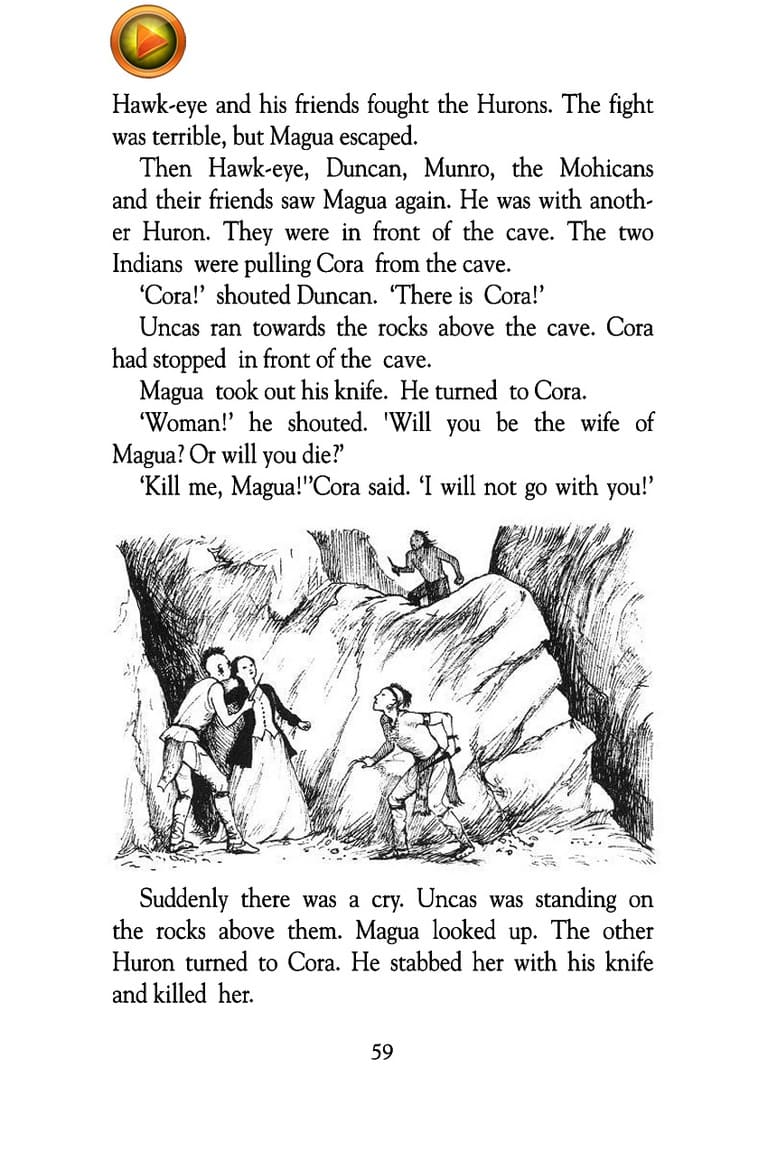 Hawk-eye and his friends fought the Hurons. The fight
was terrible, but Magua escaped.
Then Hawk-eye, Duncan, Munro, the Mohicans
and their friends saw Magua again. He was with anoth-
er Huron. They were in front of the cave. The two
Indians were pulling Cora from the cave.
‘Cora!’ shouted Duncan. ‘There is Cora!’
Uncas ran towards the rocks above the cave. Cora
had stopped in front of the cave.
Magua took out his knife. He turned to Cora.
‘Woman!’ he shouted. 'Will you be the wife of
Magua? Or will you die?’
‘Kill me, Magua!'’Cora said. ‘I will not go with you!’
Suddenly there was a cry. Uncas was standing on
the rocks above them. Magua looked up. The other
Huron turned to Cora. He stabbed her with his knife
and killed her.
59